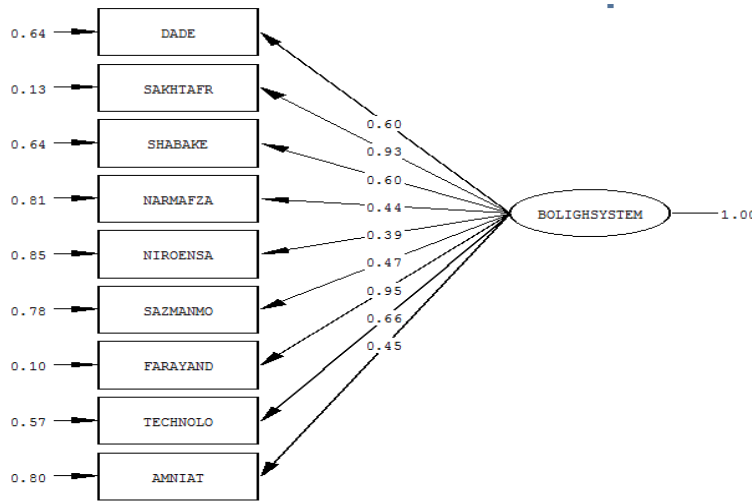 0.64 DADE
0.13 SAKHTAFR
0.64 SHABAKE
0.81 NARMAFZA
0.85 NIROENSA
0.78 SAZMANMO
0.10 FARAYAND
0.57 TECHNOLO
0.80 AMNIAT
0.60
0.93
0.60
0.44
0.39
0.47
0.95
0.66
0.45
BOLIGHSYSTEM 1.00